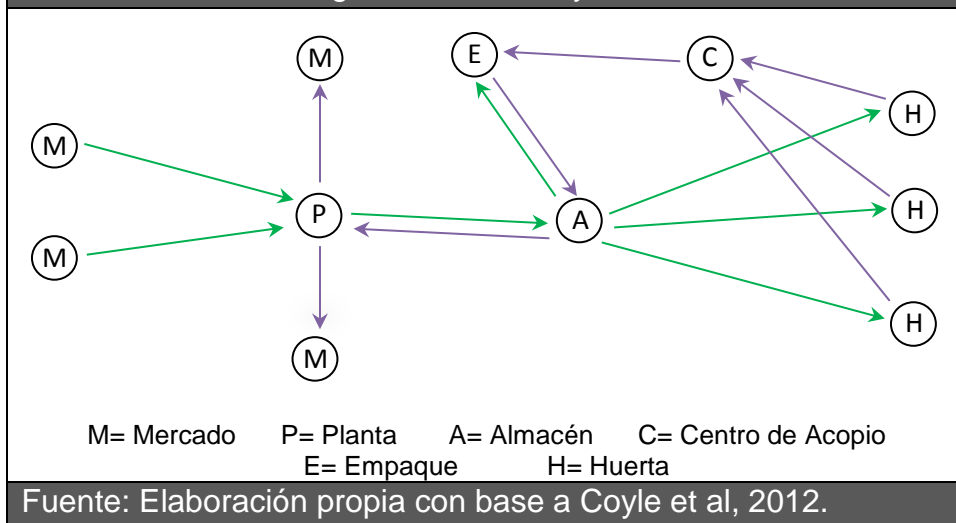 M
E
C
H
M
P
A
H
M
H
M
M= Mercado P= Planta A= Almacén C= Centro de Acopio
E= Empaque H= Huerta
Fuente: Elaboración propia con base a Coyle et al, 2012.